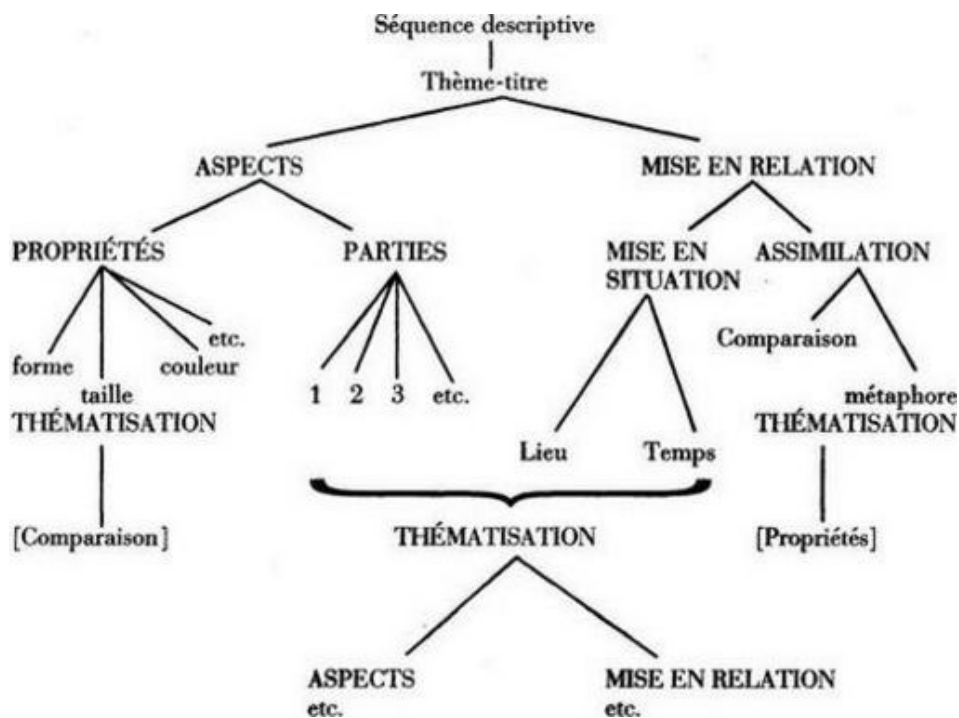 Séquence descriptive
Thème-titre
ASPECTS
MISE EN RELATION
PROPRIÉTÉS
PARTIES
MISE EN
SITUATION
ASSIMILATION
forme
taille
couleur
etc.
1 2 3 etc.
Comparaison
métaphore
THÉMATISATION
THÉMATISATION
Lieu
Temps
[Comparaison]
THÉMATISATION
[Propriétés]
ASPECTS
etc.
MISE EN RELATION
etc.